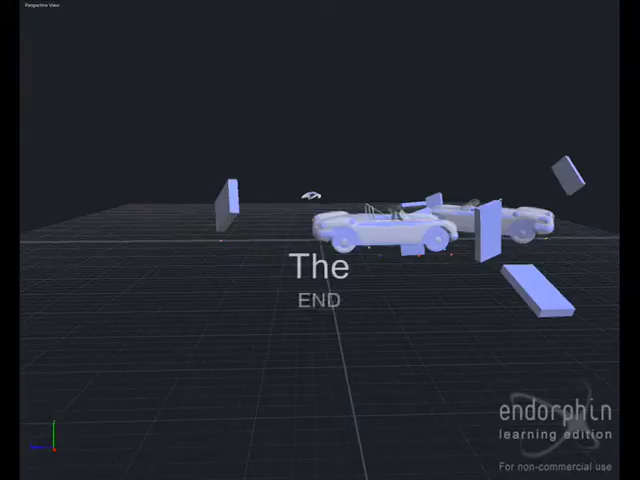 Perspective View
The
END
endorphin
learning edition
For non-commercial use